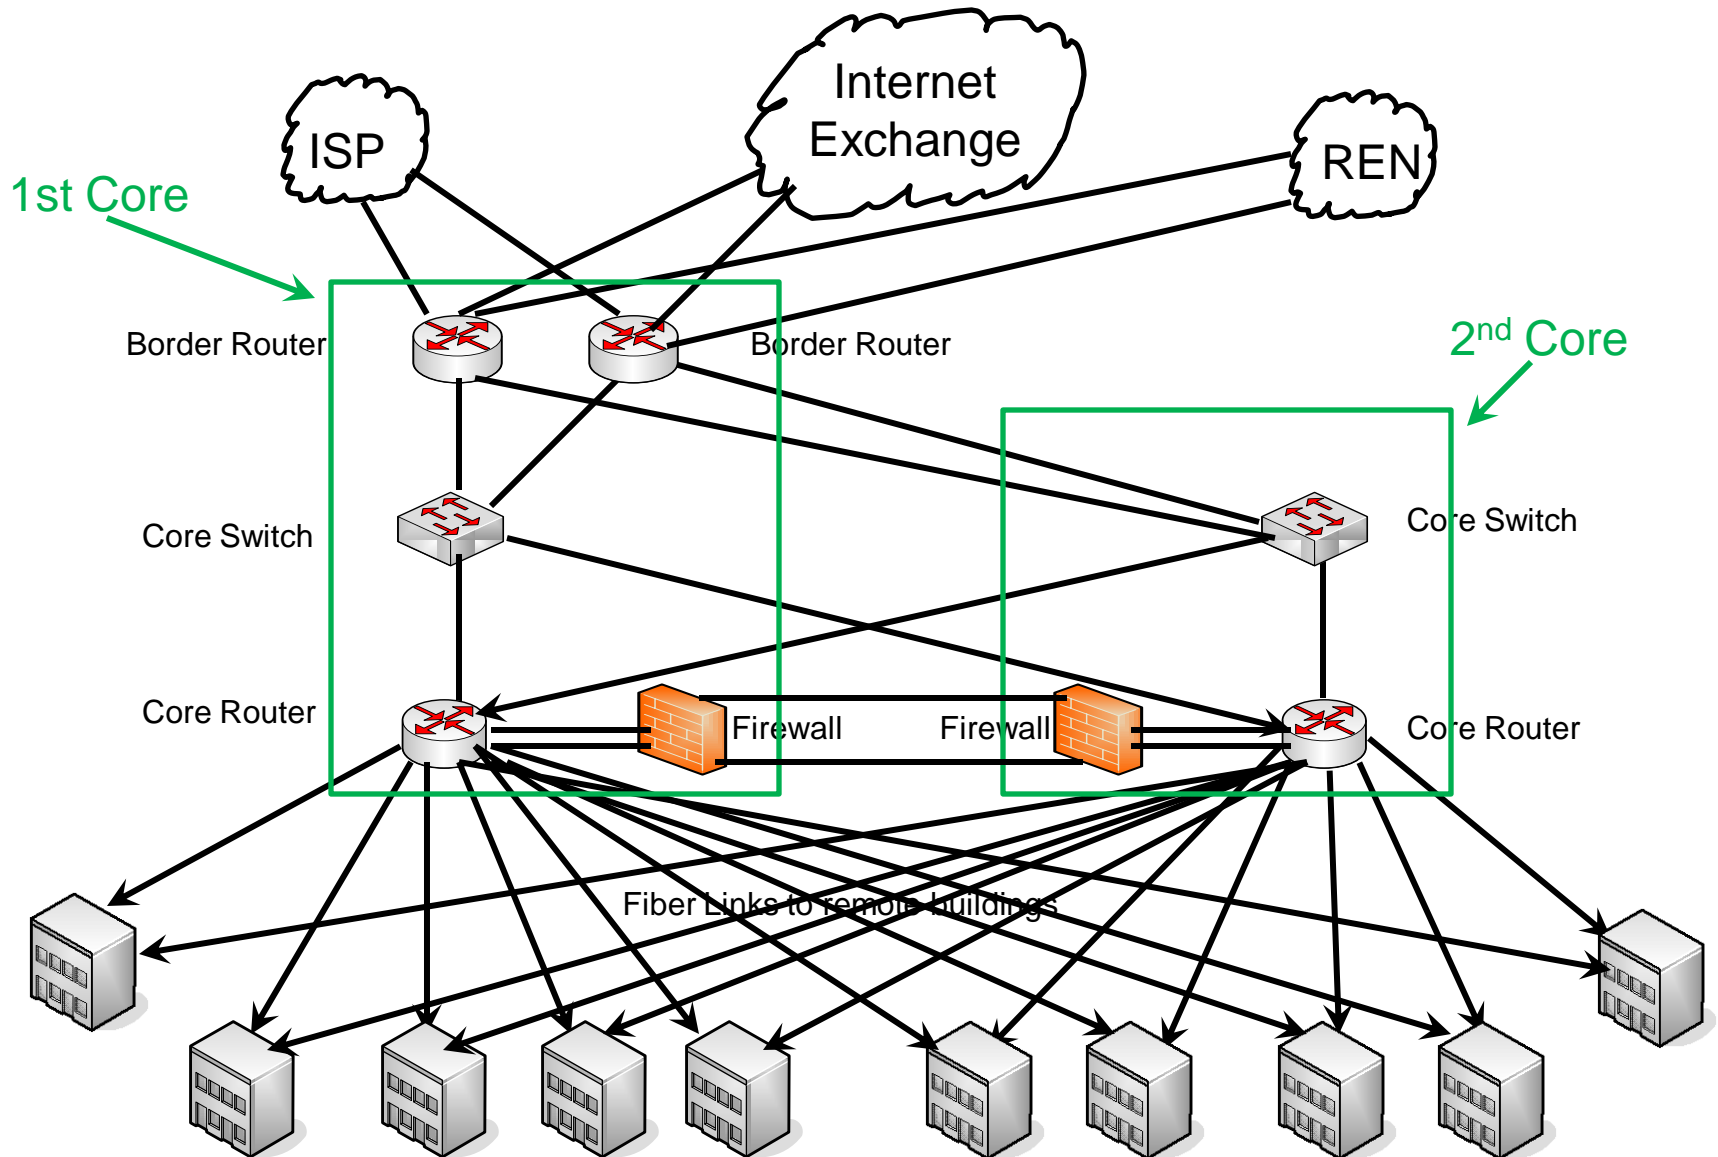 Internet
Exchange
ISP
REN
1st Core
Border Router
Border Router
2nd Core
Core Switch
Core Switch
Core Router
Firewall
Firewall
Core Router
Fiber Links to remote buildings